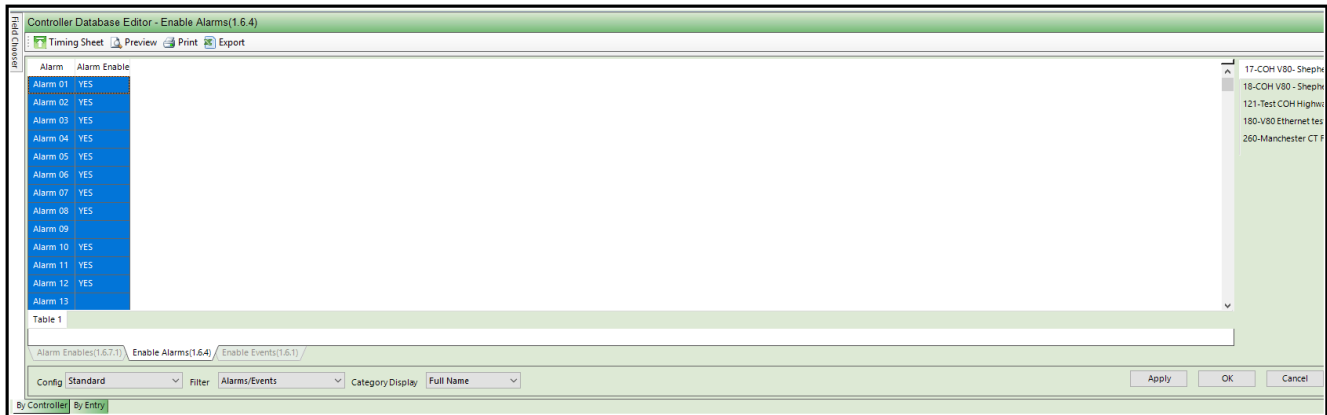 Field Chooser
Controller Database Editor - Enable Alarms(1.6.4)
Timing Sheet Preview Print Export
Alarm Alarm Enable
Alarm 01 YES
Alarm 02 YES
Alarm 03 YES
Alarm 04 YES
Alarm 05 YES
Alarm 06 YES
Alarm 07 YES
Alarm 08 YES
Alarm 09
Alarm 10 YES
Alarm 11 YES
Alarm 12 YES
Alarm 13
17-COH V80- Shephe
18-COH V80 - Shephe
121-Test COH Highwa
180-V80 Ethernet tes
260-Manchester CT F
Table 1
Alarm Enables(1.6.7.1) Enable Alarms(1.6.4) Enable Events(1.6.1)
Config Standard Filter Alarms/Events Category Display Full Name Apply OK Cancel
By Controller By Entry